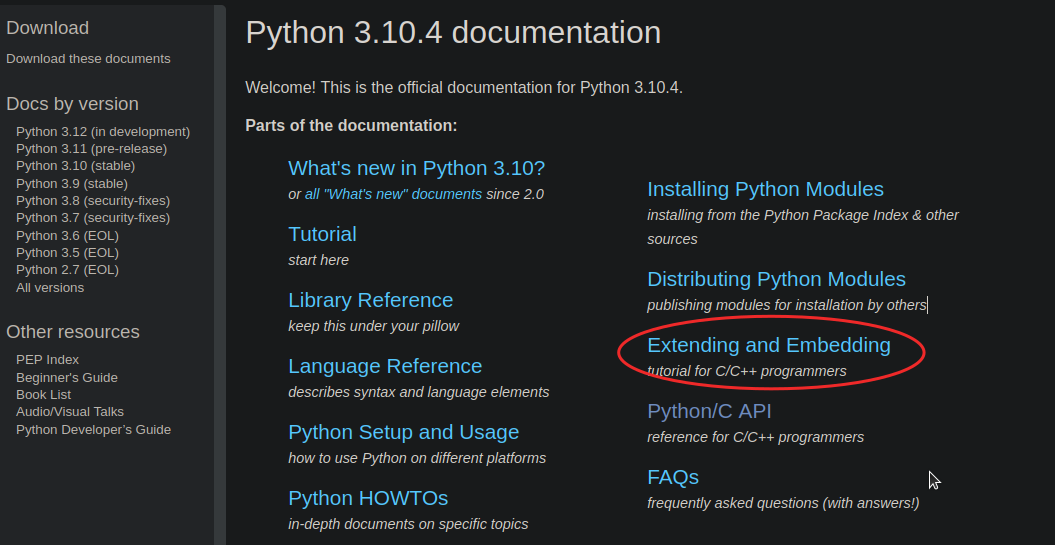 Download
Download these documents
Docs by version
Python 3.12 (in development)
Python 3.11 (pre-release)
Python 3.10 (stable)
Python 3.9 (stable)
Python 3.8 (security-fixes)
Python 3.7 (security-fixes)
Python 3.6 (EOL)
Python 3.5 (EOL)
Python 2.7 (EOL)
All versions
Other resources
PEP Index
Beginner's Guide
Book List
Audio/Visual Talks
Python Developer’s Guide
Python 3.10.4 documentation
Welcome! This is the official documentation for Python 3.10.4.
Parts of the documentation:
What's new in Python 3.10?
or all "What's new" documents since 2.0
Tutorial
start here
Library Reference
keep this under your pillow
Language Reference
describes syntax and language elements
Python Setup and Usage
how to use Python on different platforms
Python HOWTOs
in-depth documents on specific topics
Installing Python Modules
installing from the Python Package Index & other
sources
Distributing Python Modules
publishing modules for installation by others
Extending and Embedding
tutorial for C/C++ programmers
Python/C API
reference for C/C++ programmers
FAQs
frequently asked questions (with answers!)